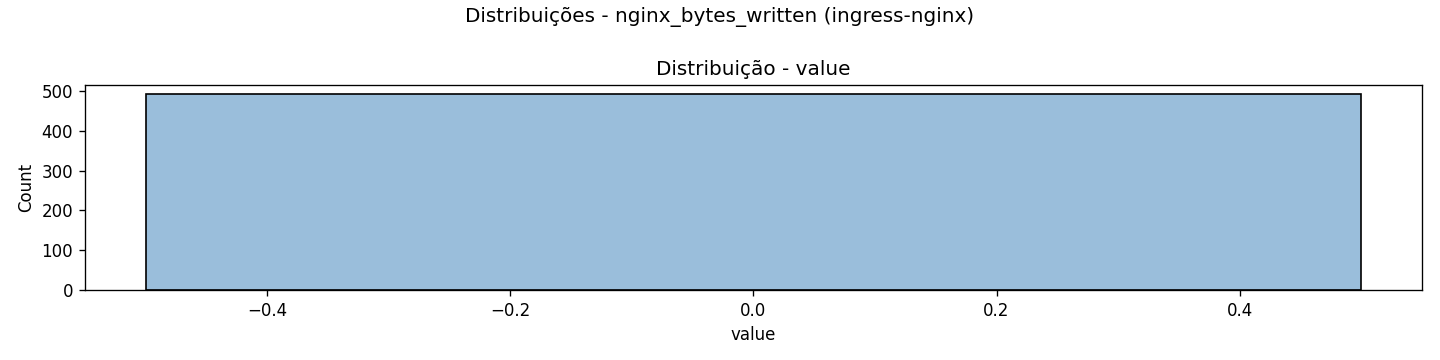 Distribuições - nginx_bytes_written (ingress-nginx)
Distribuição - value
500
400
300
200
100
0
Count
−0.4
−0.2
0.0
0.2
0.4
value